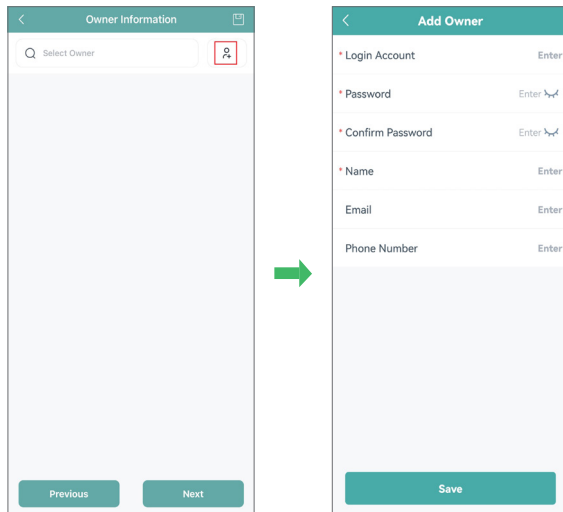 Owner Information
Select Owner
Previous
Next
Add Owner
* Login Account Enter
* Password Enter
* Confirm Password Enter
* Name Enter
Email Enter
Phone Number Enter
Save